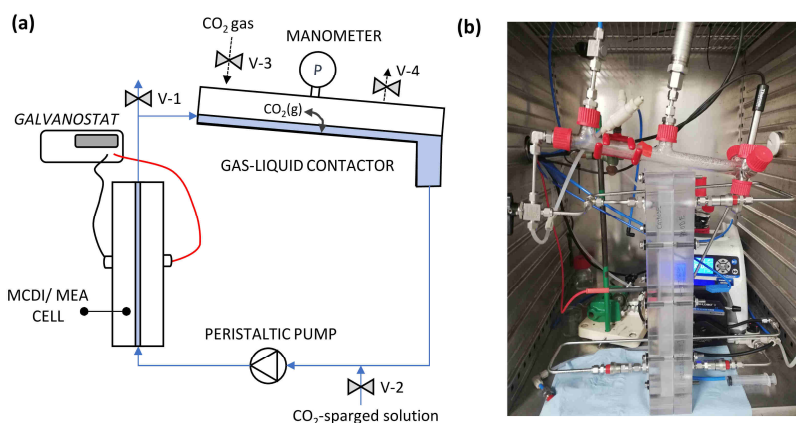 (a)
CO2 gas
MANOMETER
V-3
P
V-4
V-1
GALVANOSTAT
CO2(g)
GAS-LIQUID CONTACTOR
MCDI/ MEA
CELL
PERISTALTIC PUMP
V-2
CO2-sparged solution
(b)